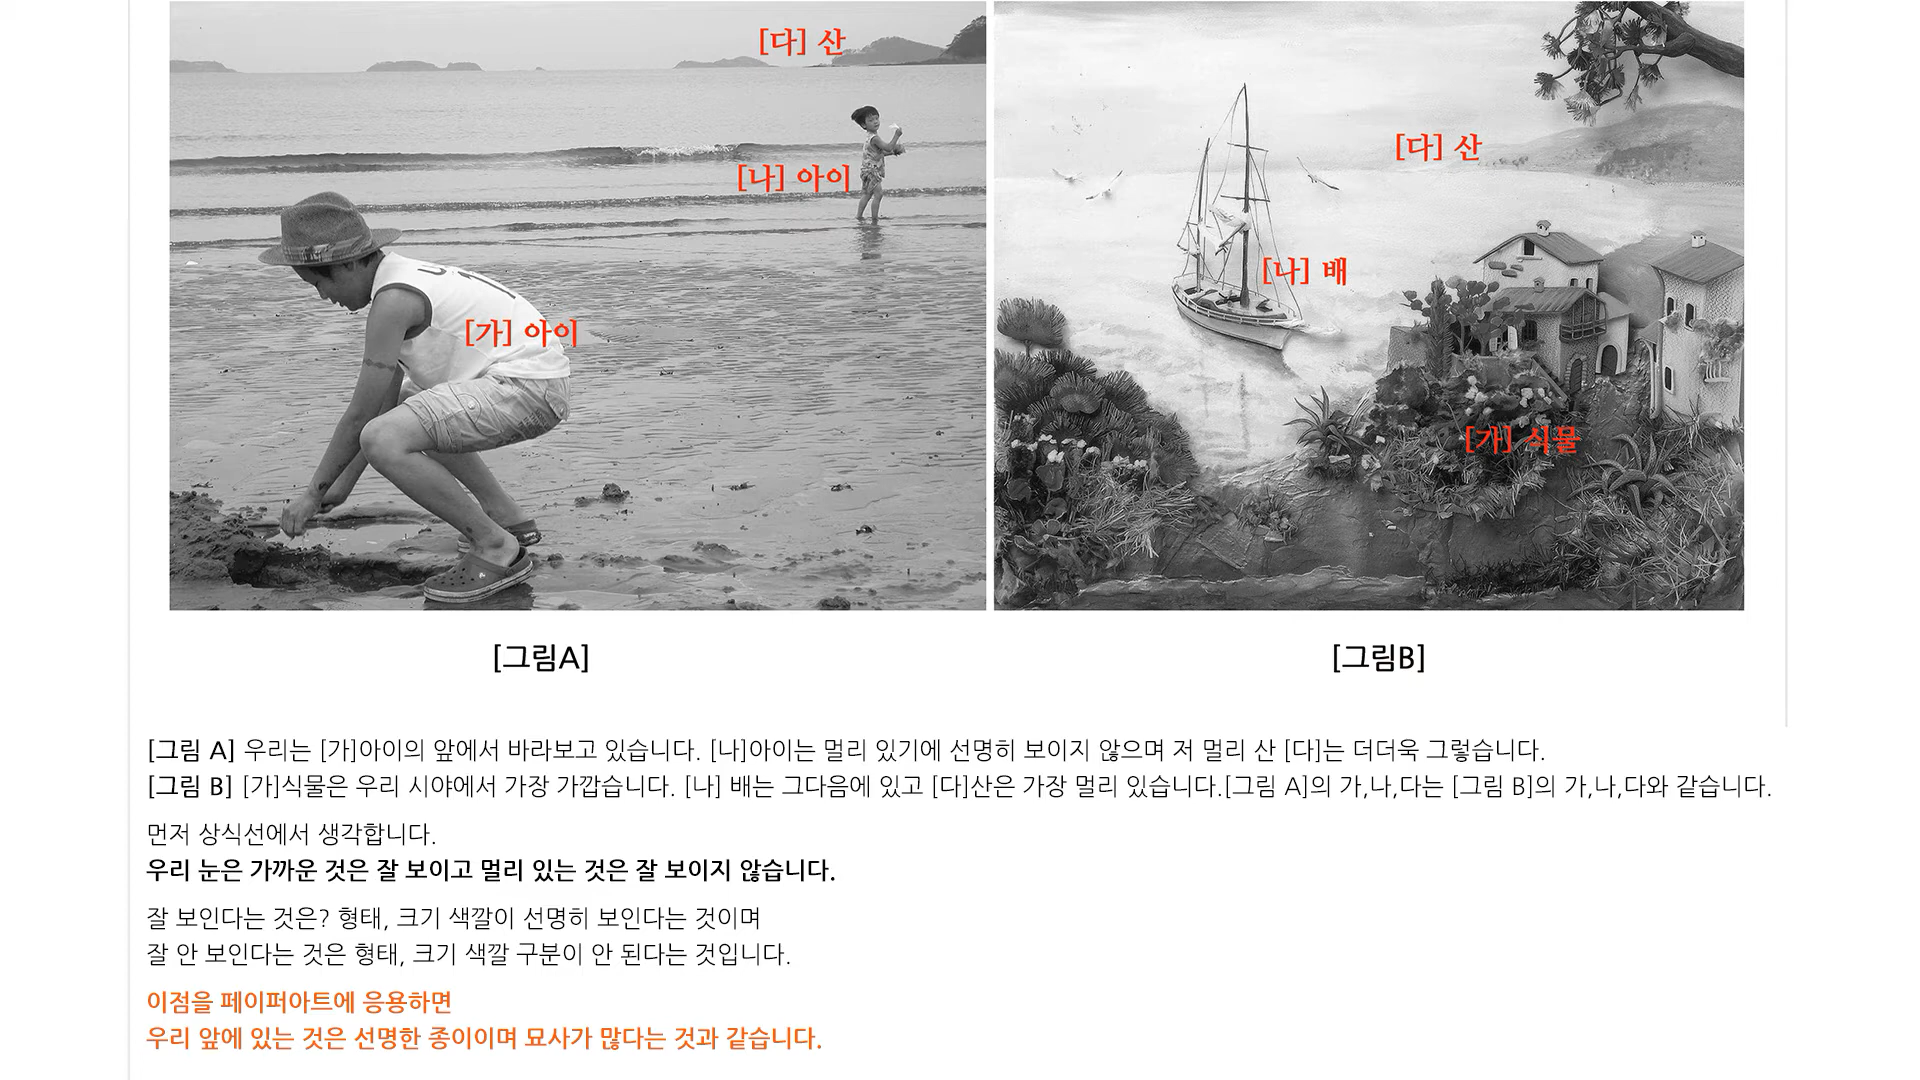 [다] 산
[나] 아이
[가] 아이
[다] 산
[나] 배
[가] 식물
[그림A]
[그림B]
[그림 A] 우리는 [가]아이의 앞에서 바라보고 있습니다. [나]아이는 멀리 있기에 선명히 보이지 않으며 저 멀리 산 [다]는 더더욱 그렇습니다.
[그림 B] [가]식물은 우리 시야에서 가장 가깝습니다. [나] 배는 그다음에 있고 [다]산은 가장 멀리 있습니다.[그림 A]의 가,나,다는 [그림 B]의 가,나,다와 같습니다.
먼저 상식선에서 생각합니다.
우리 눈은 가까운 것은 잘 보이고 멀리 있는 것은 잘 보이지 않습니다.
잘 보인다는 것은? 형태, 크기 색깔이 선명히 보인다는 것이며
잘 안 보인다는 것은 형태, 크기 색깔 구분이 안 된다는 것입니다.
이점을 페이퍼아트에 응용하면
우리 앞에 있는 것은 선명한 종이이며 묘사가 많다는 것과 같습니다.